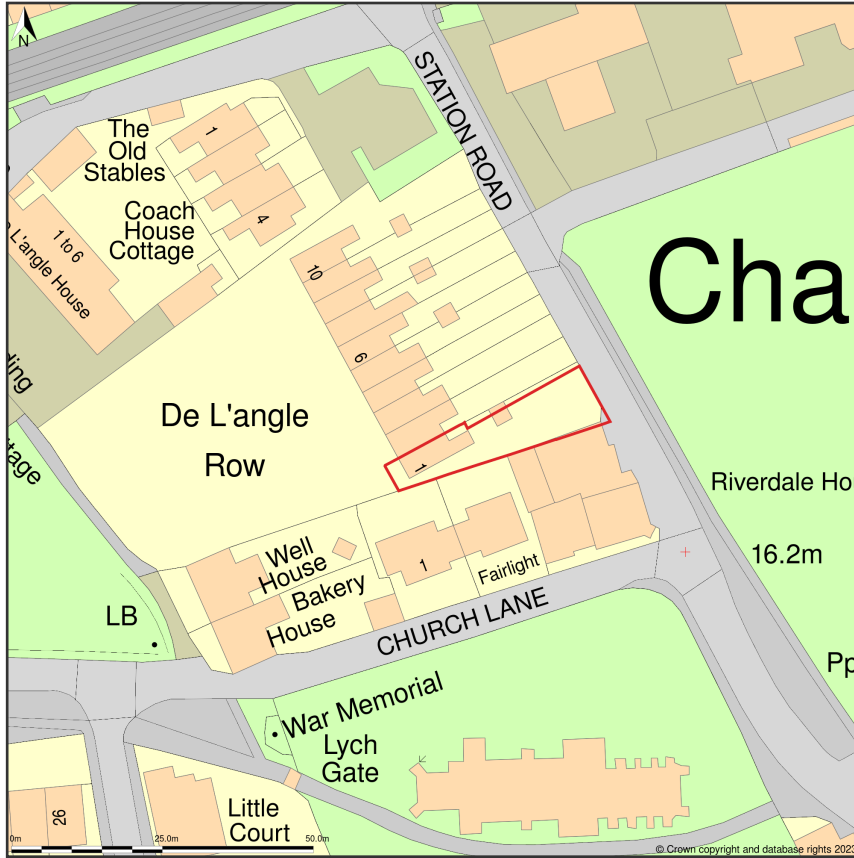 N
STATION ROAD
The
Old
Stables
1
4
Coach
House
Cottage
1 to 6
L'angle House
10
6
Cha
De L'angle
Row
1
Riverdale Ho
16.2m
Well
House
1
Fairlight
Bakery
House
LB
CHURCH LANE
War Memorial
Lych
Gate
26
Little
Court
0m
25.0m
50.0m
© Crown copyright and database rights 2023